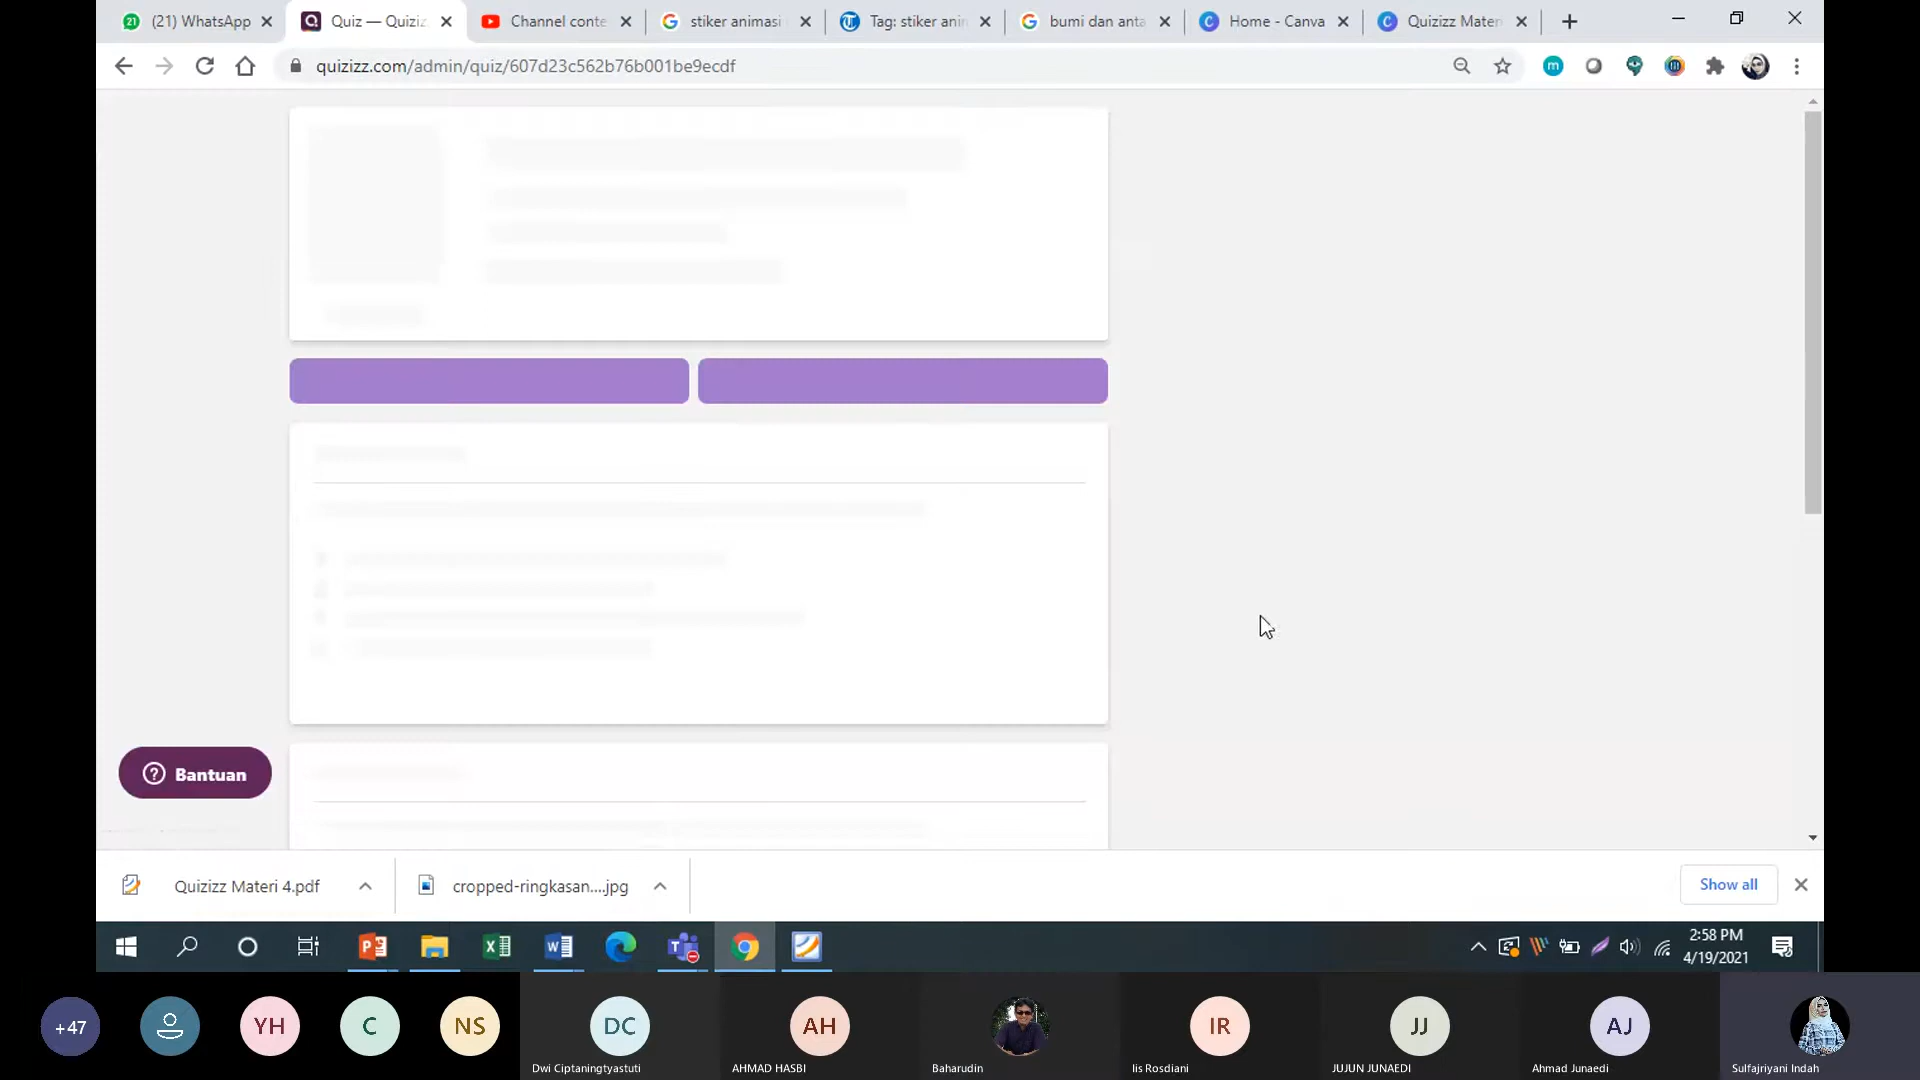 21
(21) WhatsApp
Quiz — Quiziz
Channel conte
stiker animasi
Tag: stiker anin
bumi dan anta
Home - Canva
Quizizz Mater
quizizz.com/admin/quiz/607d23c562b76b001be9ecdf
m
Bantuan
Quizizz Materi 4.pdf
cropped-ringkasan....jpg
Show all
2:58 PM
4/19/2021
+47
YH
C
NS
DC
AH
IR
JJ
AJ
Dwi Ciptaningtyastuti
AHMAD HASBI
Baharudin
Iis Rosdiani
JUJUN JUNAEDI
Ahmad Junaedi
Sulfajriyani Indah